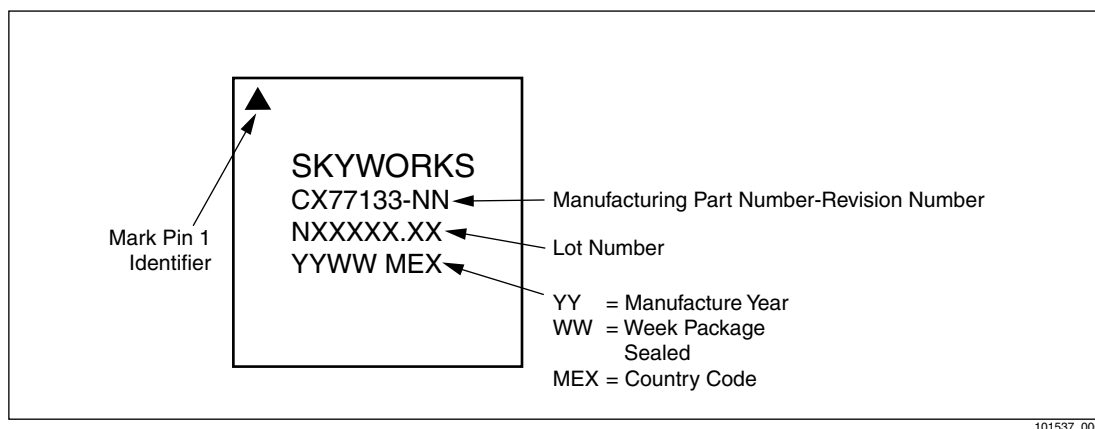 SKYWORKS
CX77133-NN
NXXXXX.XX
YYWW MEX
Mark Pin 1
Identifier
Manufacturing Part Number-Revision Number
Lot Number
YY = Manufacture Year
WW = Week Package
Sealed
MEX = Country Code